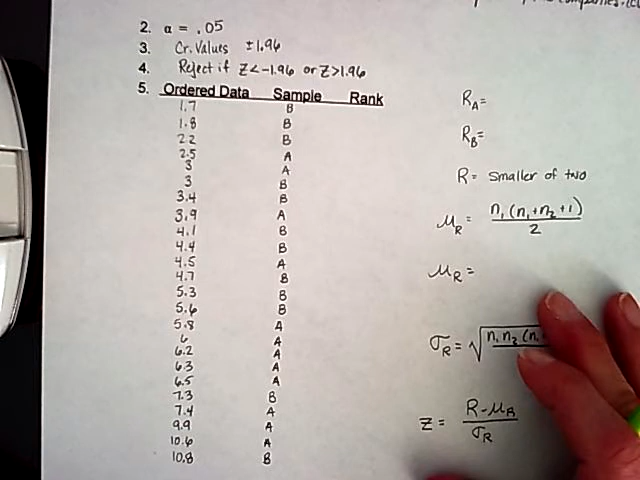 2. α = .05
3. Cr. Values ±1.96
4. Reject if Z<-1.96 or Z>1.96
5. Ordered Data Sample Rank
1.7 B
1.8 B
2.2 B
2.5 A
3 A
3 B
3.4 B
3.9 A
4.1 B
4.4 B
4.5 A
4.7 B
5.3 B
5.6 B
5.8 A
6 A
6.2 A
6.3 A
6.5 A
7.3 B
7.4 A
9.9 A
10.6 A
10.8 B
R_A =
R_B =
R = Smaller of two
μ_R = n₁(n₁+n₂+1) / 2
μ_R =
σ_R = √ n₁n₂(n₁
z = R-μ_R / σ_R